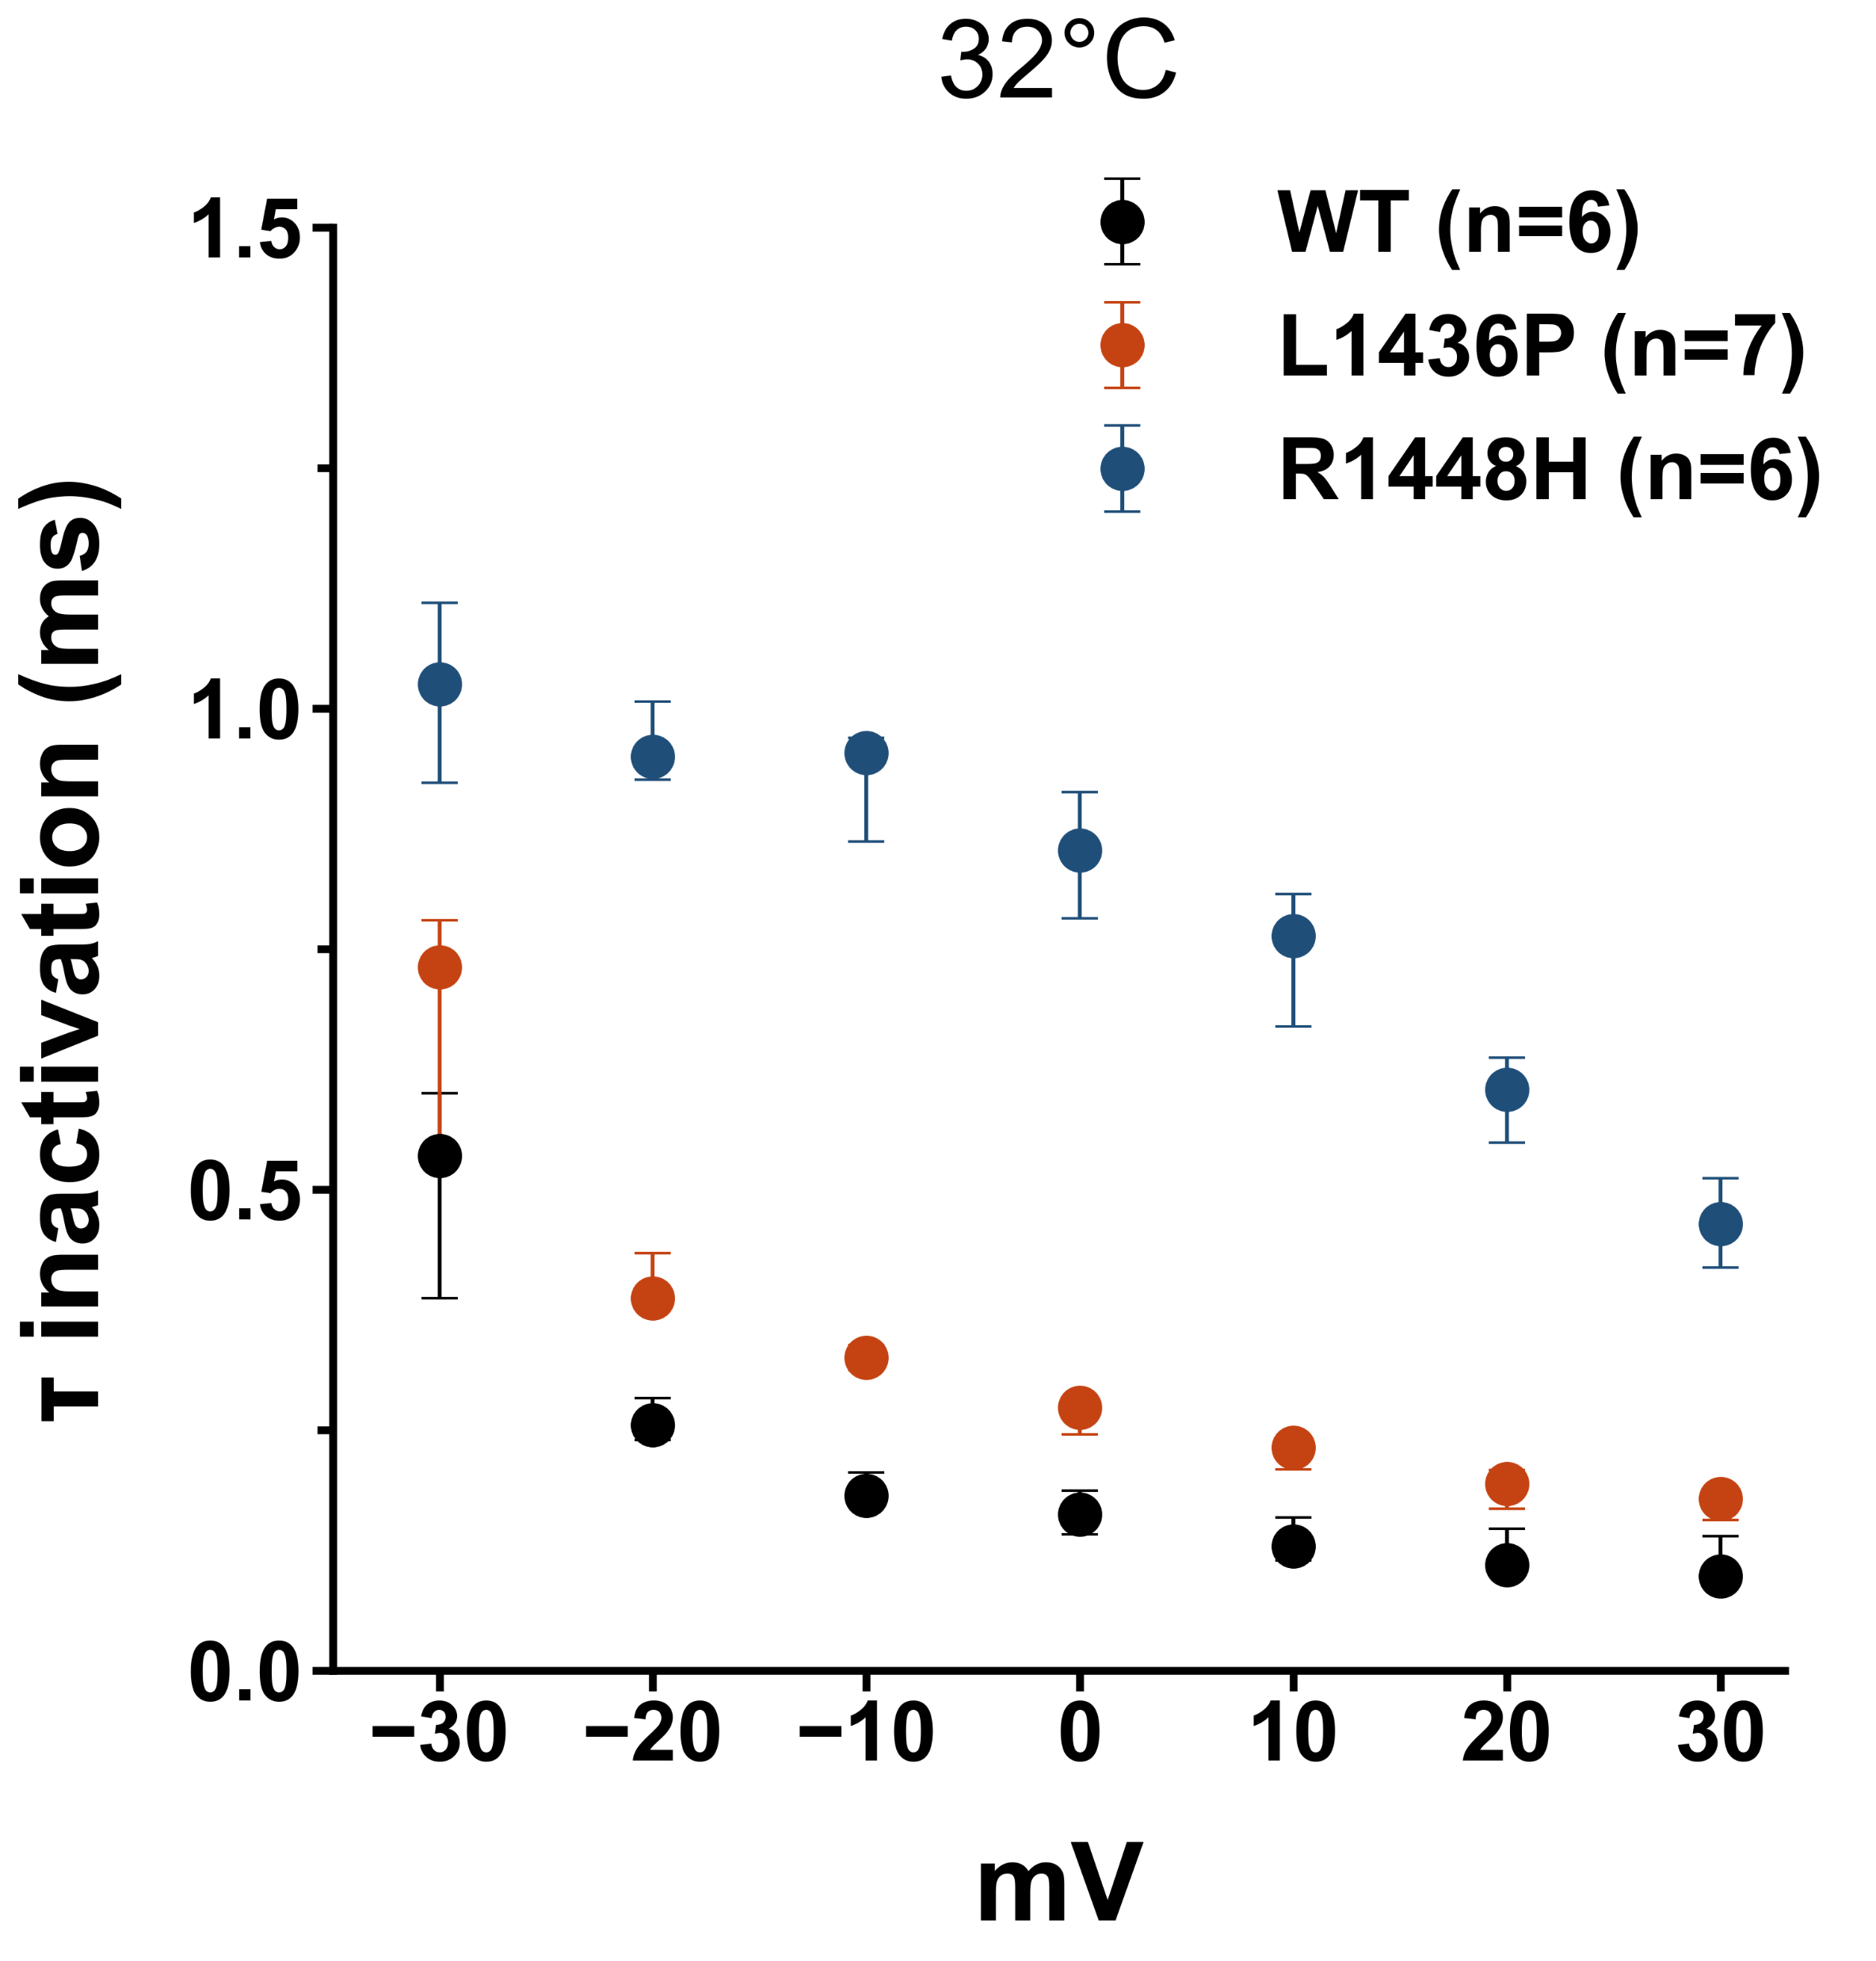 32°C
WT (n=6)
L1436P (n=7)
R1448H (n=6)
τ inactivation (ms)
1.5
1.0
0.5
0.0
−30 −20 −10 0 10 20 30
mV